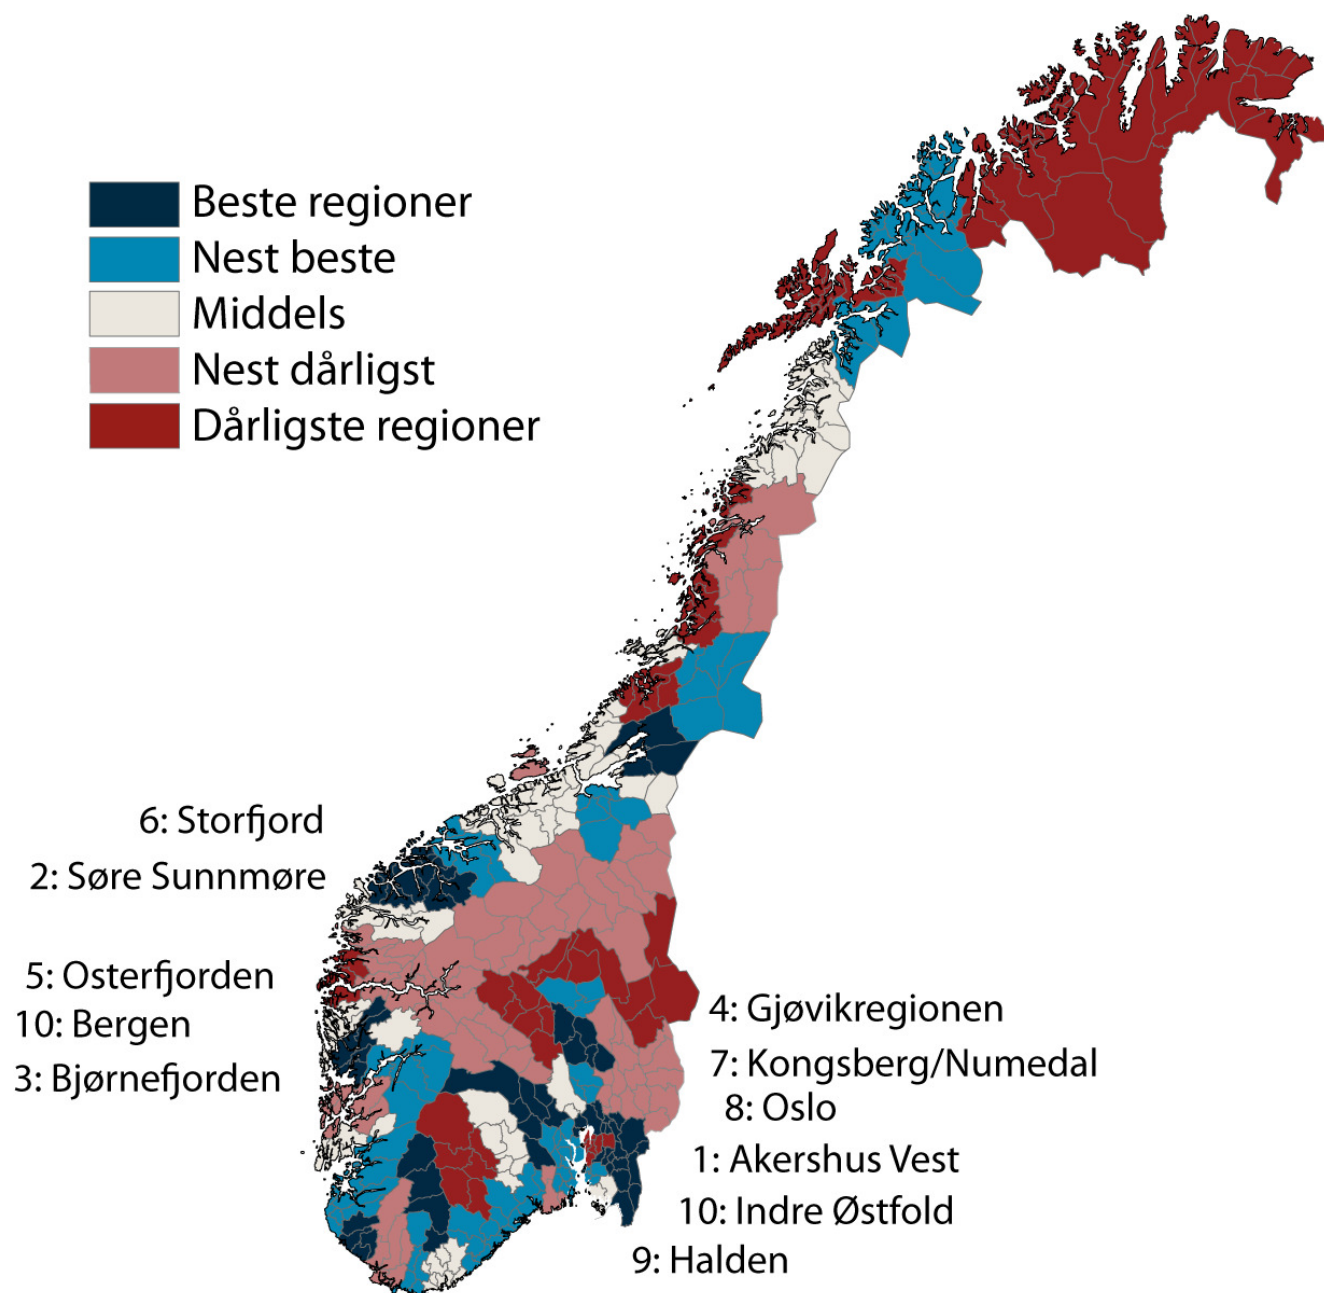 Beste regioner
Nest beste
Middels
Nest dårligst
Dårligste regioner
6: Storfjord
2: Søre Sunnmøre
5: Osterfjorden
10: Bergen
3: Bjørnefjorden
4: Gjøvikregionen
7: Kongsberg/Numedal
8: Oslo
1: Akershus Vest
10: Indre Østfold
9: Halden